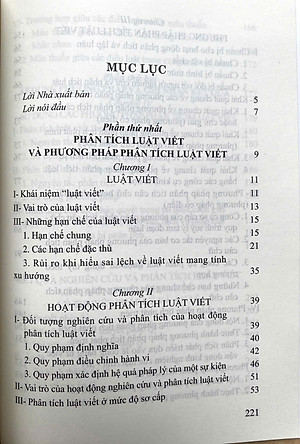 MỤC LỤC
Lời Nhà xuất bản 5
Lời nói đầu 7
Phần thứ nhất
PHÂN TÍCH LUẬT VIẾT
VÀ PHƯƠNG PHÁP PHÂN TÍCH LUẬT VIẾT 9
Chương I
LUẬT VIẾT 11
I- Khái niệm “luật viết” 11
II- Vai trò của luật viết 13
III- Những hạn chế của luật viết 15
1. Hạn chế chung 15
2. Các hạn chế đặc thù 21
3. Rủi ro khi hiểu sai lệch về luật viết mang tính
xu hướng 35
Chương II
HOẠT ĐỘNG PHÂN TÍCH LUẬT VIẾT 39
I- Đối tượng nghiên cứu và phân tích của hoạt động
phân tích luật viết 39
1. Quy phạm định nghĩa 40
2. Quy phạm điều chỉnh hành vi 42
3. Quy phạm xác định hệ quả pháp lý của một sự kiện 46
II- Vai trò của hoạt động nghiên cứu và phân tích luật viết 51
III- Phân tích luật viết ở mức độ sơ cấp 53
221